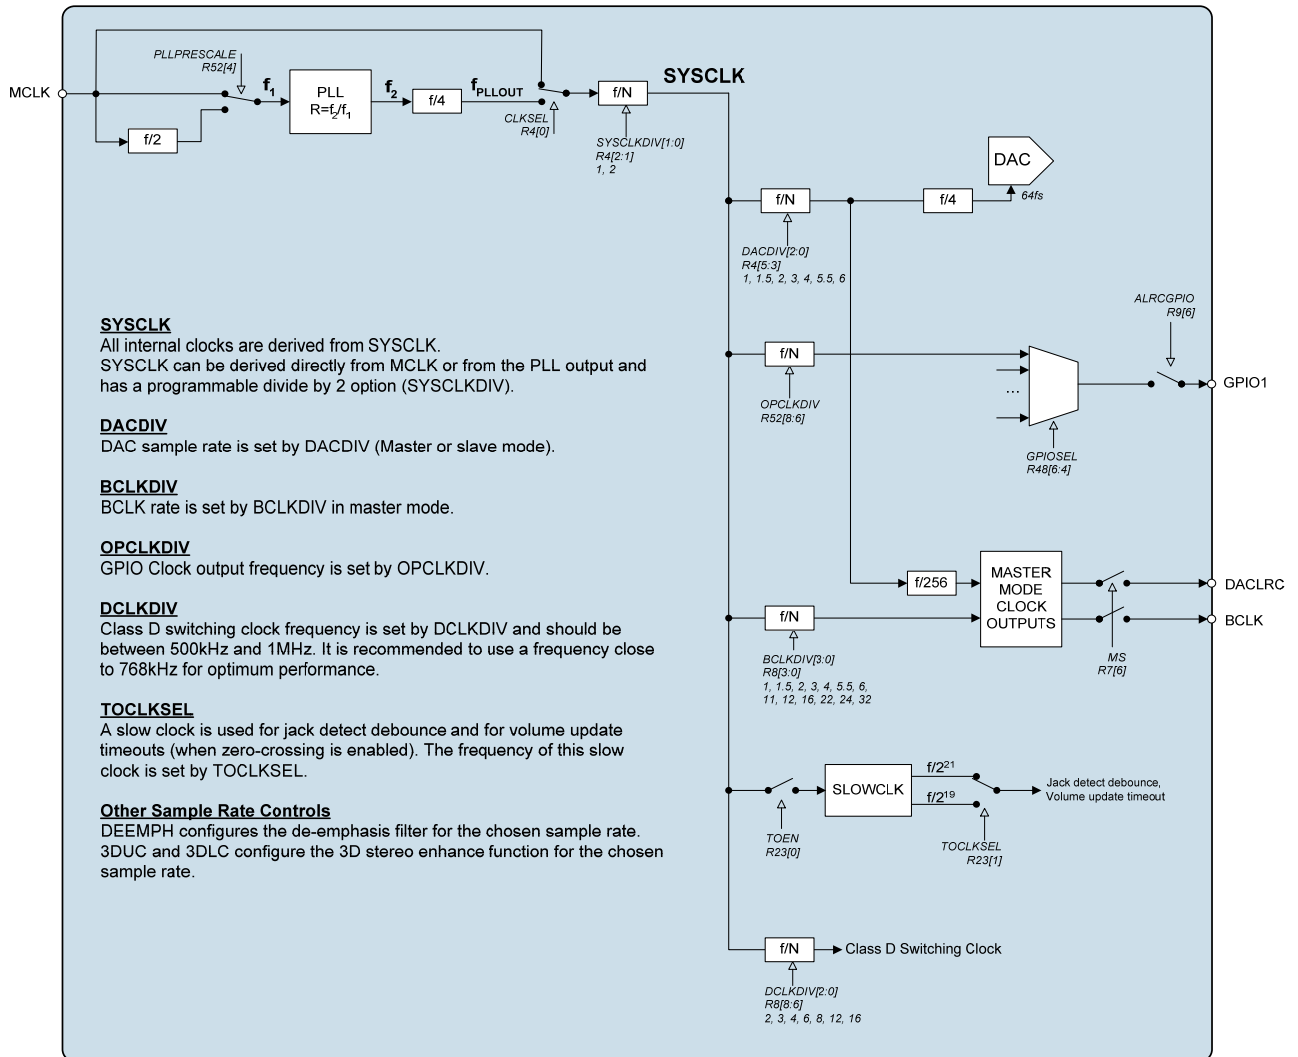 MCLK
PLLPRESCALE
R52[4]
f1
PLL
R=f2/f1
f2
f/4
fPLLOUT
f/2
CLKSEL
R4[0]
f/N
SYSCLK
SYSCLKDIV[1:0]
R4[2:1]
1, 2
DAC
64fs
f/N
f/4
DACDIV[2:0]
R4[5:3]
1, 1.5, 2, 3, 4, 5.5, 6
ALRCGPIO
R9[6]
GPIO1
f/N
OPCLKDIV
R52[8:6]
...
GPIOSEL
R48[6:4]
SYSCLK
All internal clocks are derived from SYSCLK.
SYSCLK can be derived directly from MCLK or from the PLL output and
has a programmable divide by 2 option (SYSCLKDIV).
DACDIV
DAC sample rate is set by DACDIV (Master or slave mode).
BCLKDIV
BCLK rate is set by BCLKDIV in master mode.
OPCLKDIV
GPIO Clock output frequency is set by OPCLKDIV.
DCLKDIV
Class D switching clock frequency is set by DCLKDIV and should be
between 500kHz and 1MHz. It is recommended to use a frequency close
to 768kHz for optimum performance.
TOCLKSEL
A slow clock is used for jack detect debounce and for volume update
timeouts (when zero-crossing is enabled). The frequency of this slow
clock is set by TOCLKSEL.
Other Sample Rate Controls
DEEMPH configures the de-emphasis filter for the chosen sample rate.
3DUC and 3DLC configure the 3D stereo enhance function for the chosen
sample rate.
f/256
MASTER
MODE
CLOCK
OUTPUTS
DACLRC
BCLK
MS
R7[6]
f/N
BCLKDIV[3:0]
R8[3:0]
1, 1.5, 2, 3, 4, 5.5, 6,
11, 12, 16, 22, 24, 32
TOEN
R23[0]
SLOWCLK
f/2²¹
f/2¹⁹
TOCLKSEL
R23[1]
Jack detect debounce,
Volume update timeout
f/N
Class D Switching Clock
DCLKDIV[2:0]
R8[8:6]
2, 3, 4, 6, 8, 12, 16